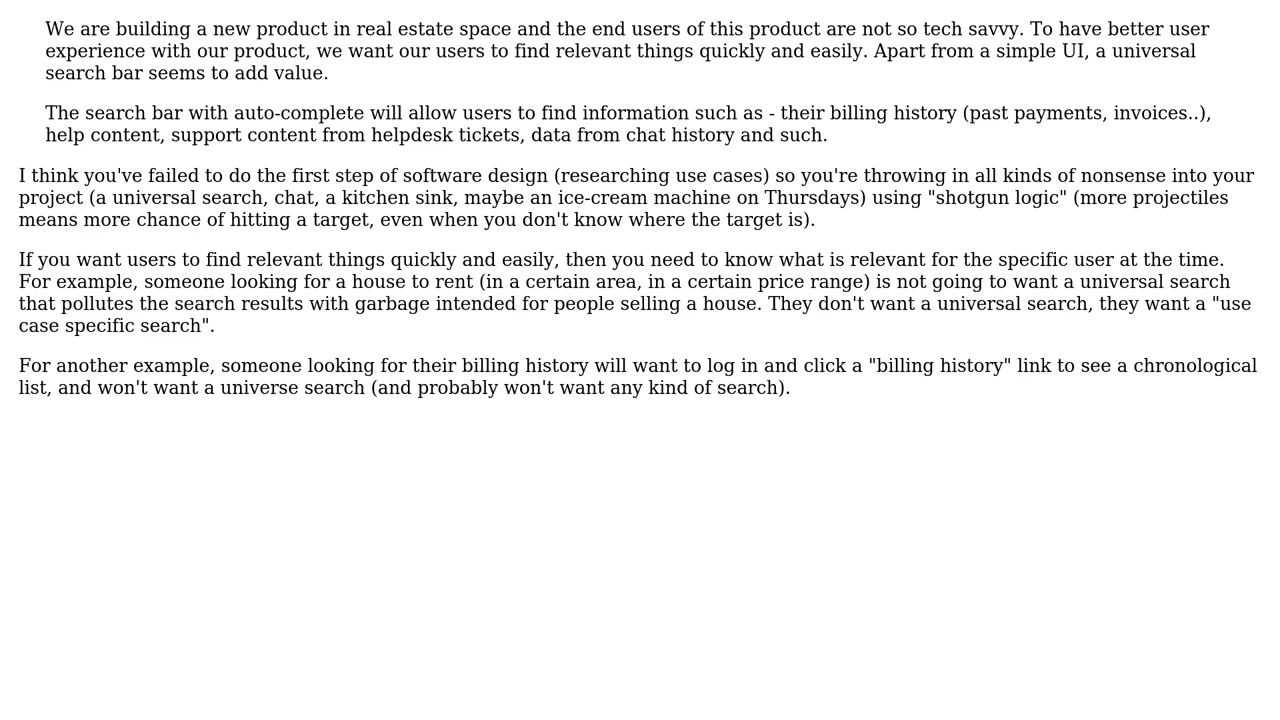 We are building a new product in real estate space and the end users of this product are not so tech savvy. To have better user
experience with our product, we want our users to find relevant things quickly and easily. Apart from a simple UI, a universal
search bar seems to add value.
The search bar with auto-complete will allow users to find information such as - their billing history (past payments, invoices..),
help content, support content from helpdesk tickets, data from chat history and such.
I think you've failed to do the first step of software design (researching use cases) so you're throwing in all kinds of nonsense into your
project (a universal search, chat, a kitchen sink, maybe an ice-cream machine on Thursdays) using "shotgun logic" (more projectiles
means more chance of hitting a target, even when you don't know where the target is).
If you want users to find relevant things quickly and easily, then you need to know what is relevant for the specific user at the time.
For example, someone looking for a house to rent (in a certain area, in a certain price range) is not going to want a universal search
that pollutes the search results with garbage intended for people selling a house. They don't want a universal search, they want a "use
case specific search".
For another example, someone looking for their billing history will want to log in and click a "billing history" link to see a chronological
list, and won't want a universe search (and probably won't want any kind of search).